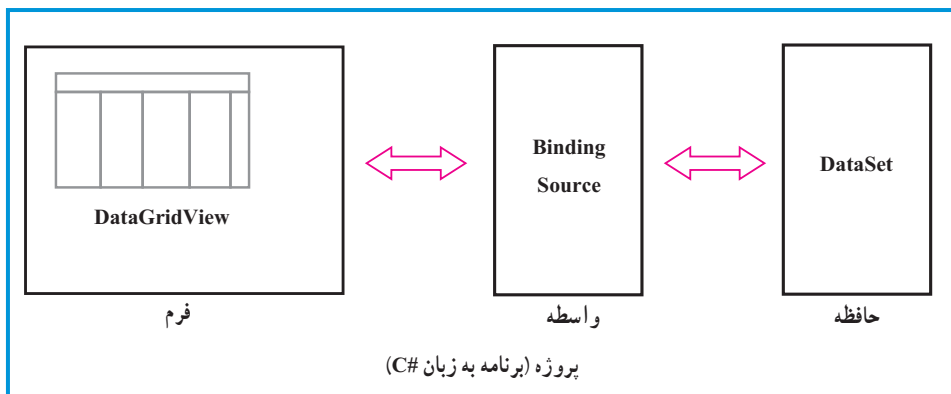 DataGridView
Binding
Source
DataSet
فرم
واسطه
حافظه
پروژه (برنامه به زبان C#)